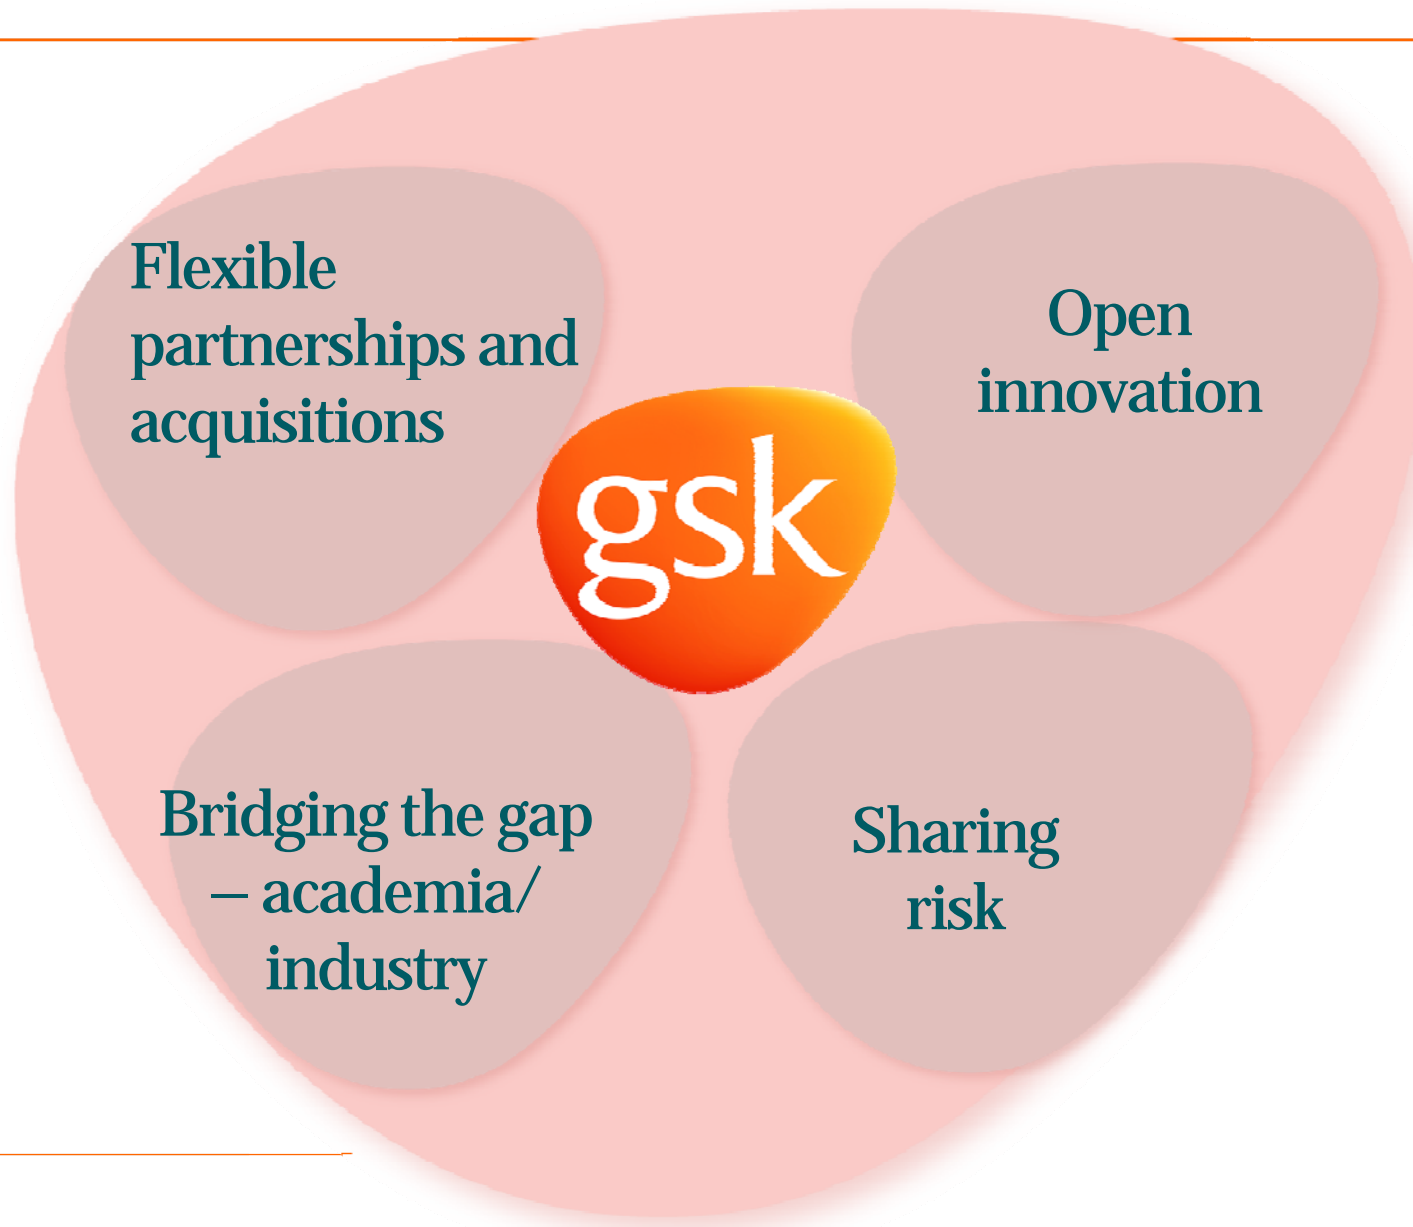 Flexible
partnerships and
acquisitions
Open
innovation
gsk
Bridging the gap
– academia/
industry
Sharing
risk